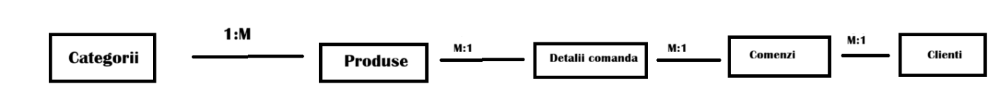 1:M
Categorii
Produse
M:1
Detalii comanda
M:1
Comenzi
M:1
Clienti